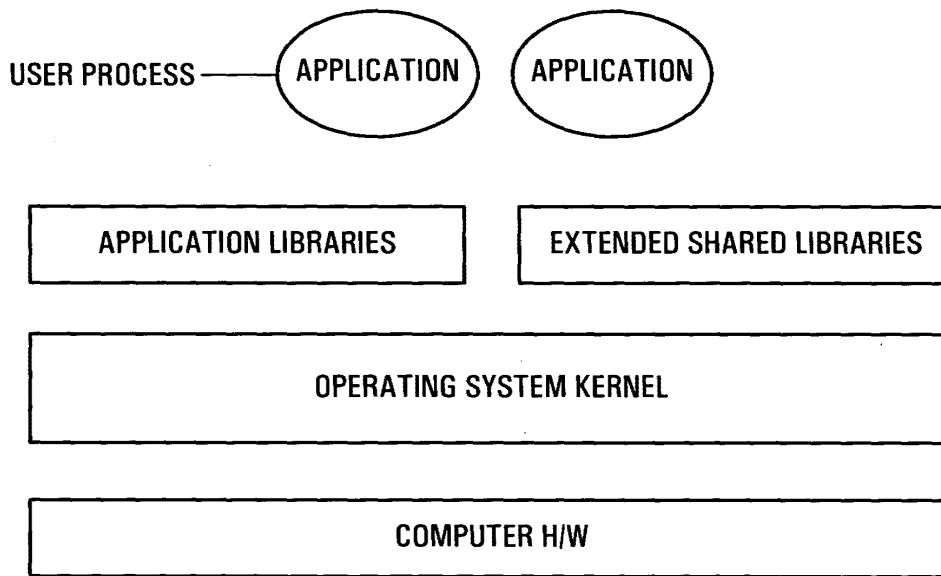 USER PROCESS
APPLICATION
APPLICATION
APPLICATION LIBRARIES
EXTENDED SHARED LIBRARIES
OPERATING SYSTEM KERNEL
COMPUTER H/W